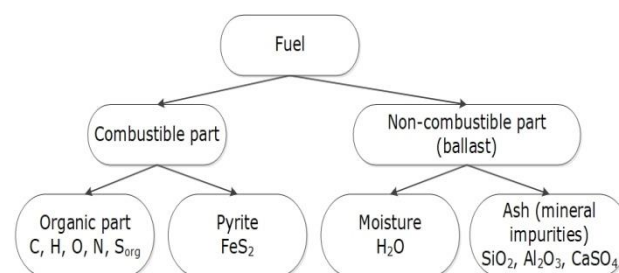 Fuel
Combustible part
Non-combustible part
(ballast)
Organic part
C, H, O, N, Sorg
Pyrite
FeS₂
Moisture
H₂O
Ash (mineral
impurities)
SiO₂, Al₂O₃, CaSO₄